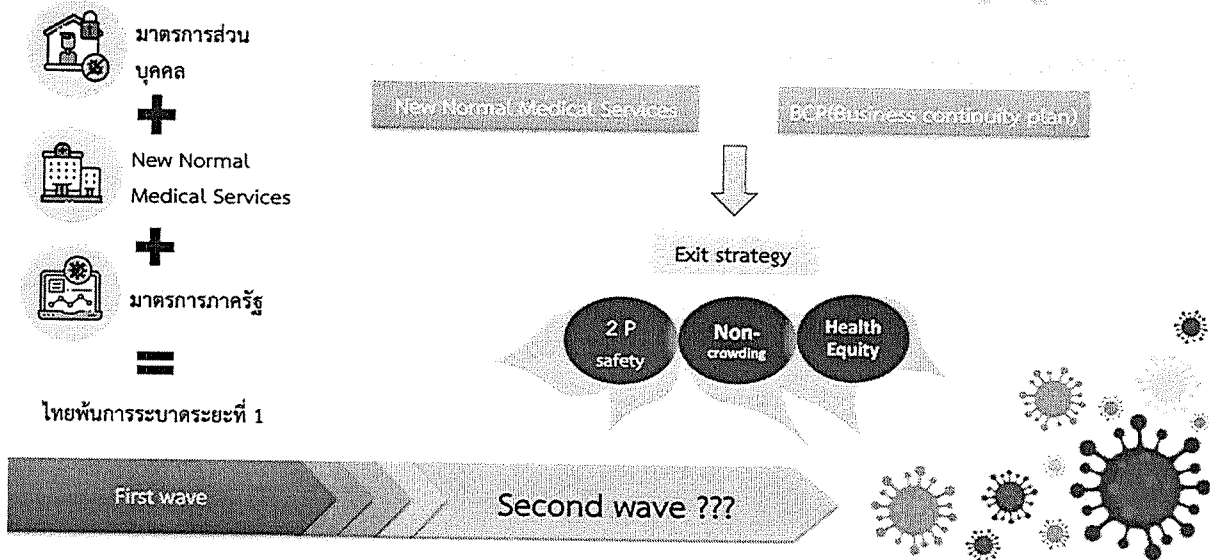 มาตรการส่วน
บุคคล
New Normal
Medical Services
มาตรการภาครัฐ
ไทยพ้นการระบาดระยะที่ 1
New Normal Medical Services
BCP(Business continuity plan)
Exit strategy
2 P
safety
Non-
crowding
Health
Equity
First wave
Second wave ???